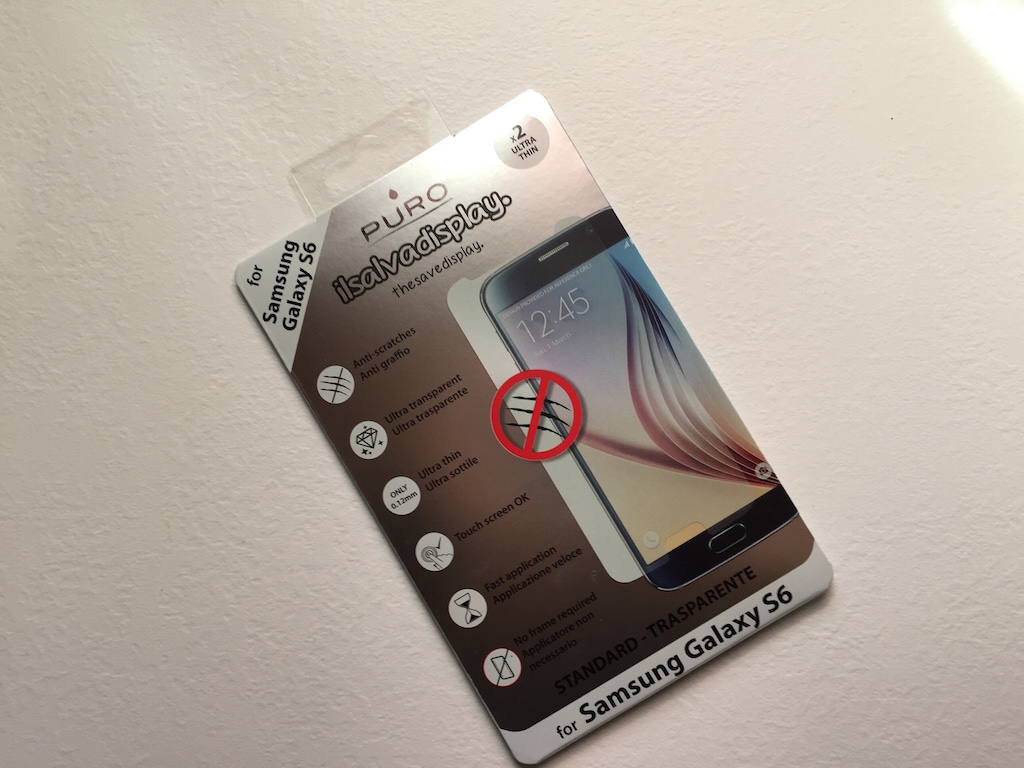 x2
ULTRA
THIN
PURO
ilsalvadisplay.
thesavedisplay.
for
Samsung
Galaxy S6
Anti-scratches
Anti graffio
Ultra transparent
Ultra trasparente
ONLY
0.12mm
Ultra thin
Ultra sottile
Touch screen OK
Fast application
Applicazione veloce
No frame required
Applicatore non
necessario
12:45
STANDARD - TRASPARENTE
for Samsung Galaxy S6